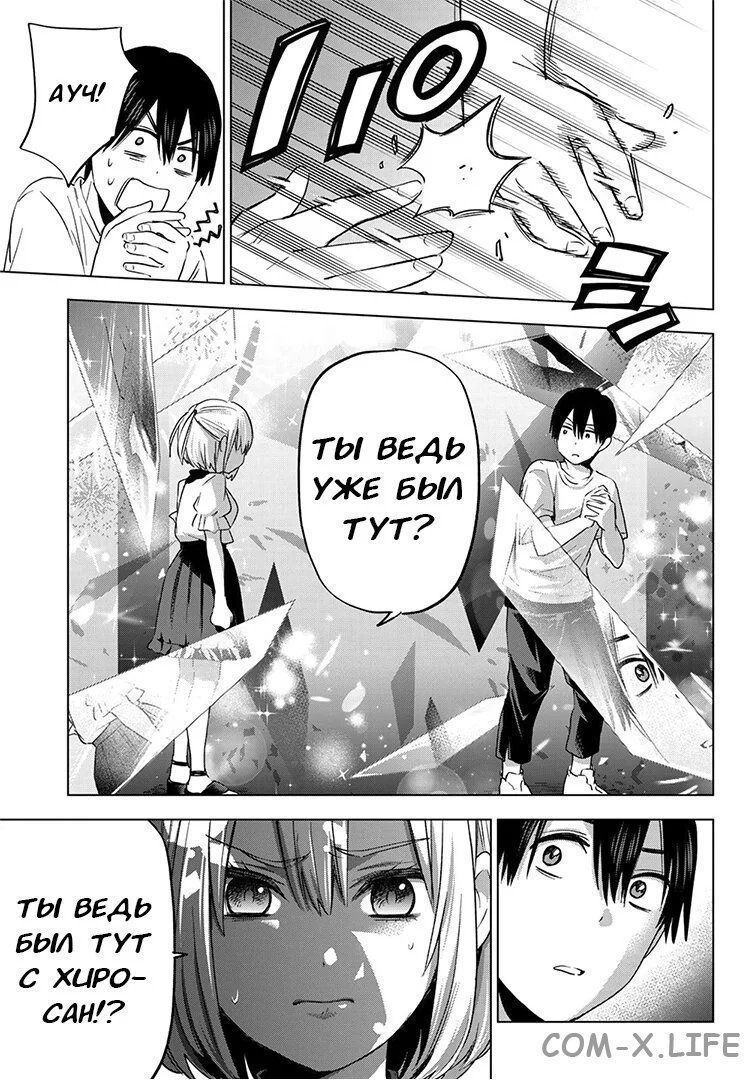 АУЧ!
ТЫ ВЕДЬ
УЖЕ БЫЛ
ТУТ?
ТЫ ВЕДЬ
БЫЛ ТУТ
С ХИРО-
САН!?
COM-X.LIFE